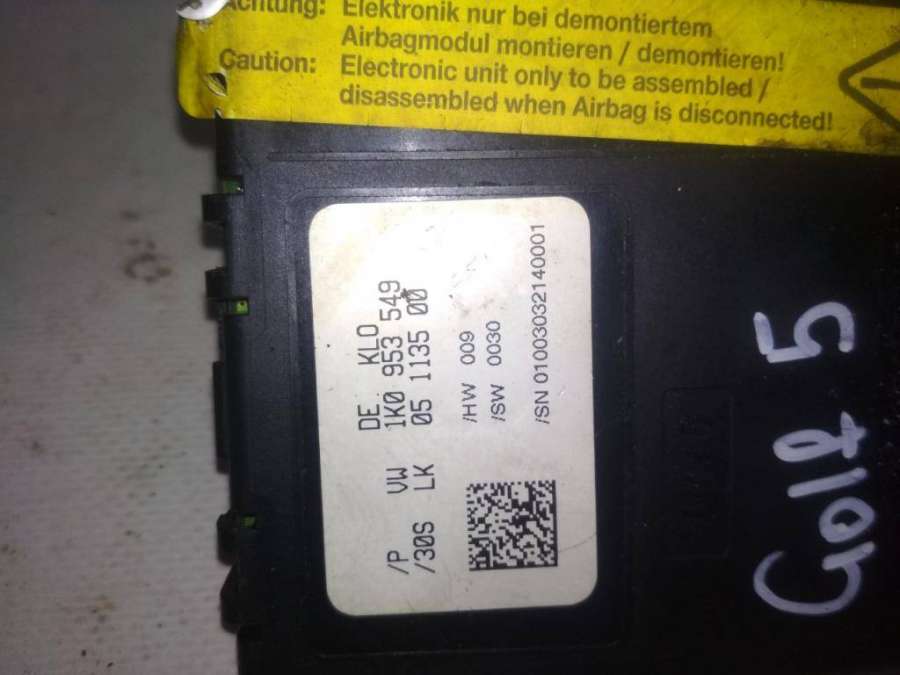 Achtung: Elektronik nur bei demontiertem
Airbagmodul montieren / demontieren!
Caution: Electronic unit only to be assembled /
disassembled when Airbag is disconnected!
DE. KLO
/P VW 1K0 953 549
/30S LK 05 1135 00
/HW 009
/SW 0030
/SN 01003032140001
Golf 5